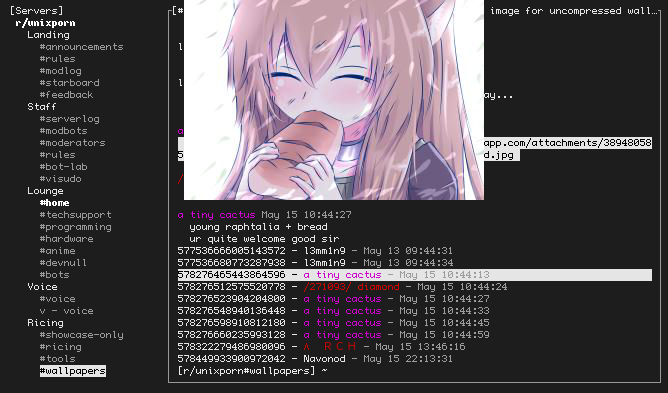 [Servers]
r/unixporn
Landing
#announcements
#rules
#modlog
#starboard
#feedback
Staff
#serverlog
#modbots
#moderators
#rules
#bot-lab
#visudo
Lounge
#home
#techsupport
#programming
#hardware
#anime
#devnull
#bots
Voice
#voice
v - voice
Ricing
#showcase-only
#ricing
#tools
#wallpapers
[#
image for uncompressed wall…
l
l
ay...
a
app.com/attachments/38948058
5
d.jpg
/
a tiny cactus May 15 10:44:27
young raphtalia + bread
ur quite welcome good sir
577536666005143572 - l3mm1n9 - May 13 09:44:31
577536680773287938 - l3mm1n9 - May 13 09:44:34
578276465443864596 - a tiny cactus - May 15 10:44:13
578276512575520778 - /271093/ diamond - May 15 10:44:24
578276523904204800 - a tiny cactus - May 15 10:44:27
578276548940136448 - a tiny cactus - May 15 10:44:33
578276598910812180 - a tiny cactus - May 15 10:44:45
578276660235993128 - a tiny cactus - May 15 10:44:59
578322279486980096 - A R C H - May 15 13:46:16
578449933900972042 - Navonod - May 15 22:13:31
[r/unixporn#wallpapers] ~